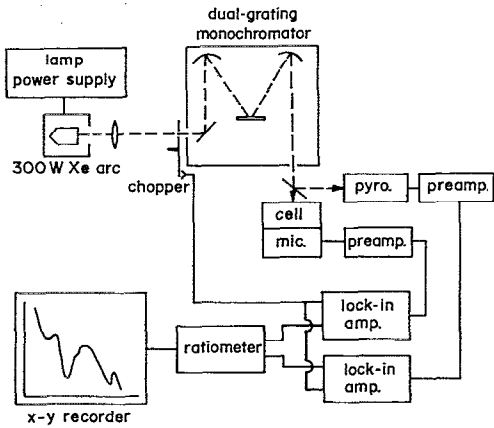 dual-grating
monochromator
lamp
power supply
300W Xe arc
chopper
pyro.
preamp.
cell
mic.
preamp.
lock-in
amp.
ratiometer
lock-in
amp.
x-y recorder